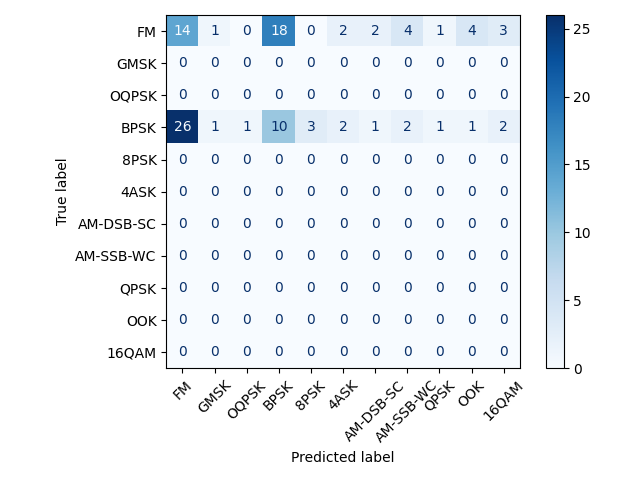 FM 14 1 0 18 0 2 2 4 1 4 3
GMSK 0 0 0 0 0 0 0 0 0 0 0
OQPSK 0 0 0 0 0 0 0 0 0 0 0
BPSK 26 1 1 10 3 2 1 2 1 1 2
8PSK 0 0 0 0 0 0 0 0 0 0 0
4ASK 0 0 0 0 0 0 0 0 0 0 0
AM-DSB-SC 0 0 0 0 0 0 0 0 0 0 0
AM-SSB-WC 0 0 0 0 0 0 0 0 0 0 0
QPSK 0 0 0 0 0 0 0 0 0 0 0
OOK 0 0 0 0 0 0 0 0 0 0 0
16QAM 0 0 0 0 0 0 0 0 0 0 0
FM GMSK OQPSK BPSK 8PSK 4ASK AM-DSB-SC AM-SSB-WC QPSK OOK 16QAM
Predicted label
True label
25
20
15
10
5
0